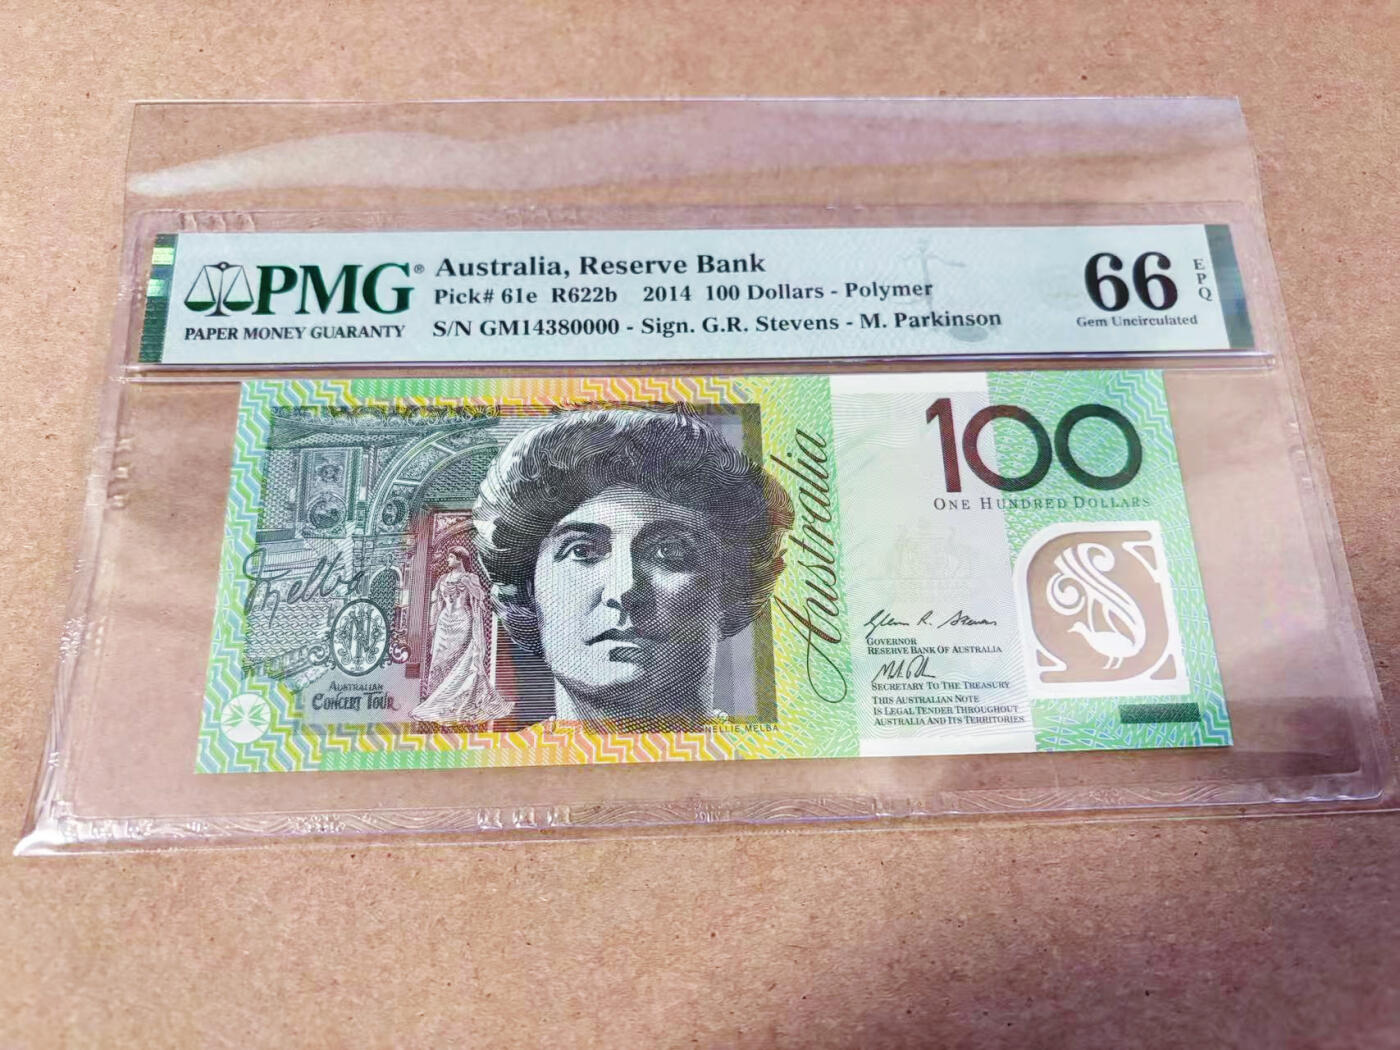 PMG®
PAPER MONEY GUARANTY
Australia, Reserve Bank
Pick# 61e R622b 2014 100 Dollars - Polymer
S/N GM14380000 - Sign. G.R. Stevens - M. Parkinson
66
EPQ
Gem Uncirculated
Melba
AUSTRALIAN
CONCERT TOUR
NELLIE MELBA
Australia
100
ONE HUNDRED DOLLARS
Glenn R. Stevens
GOVERNOR
RESERVE BANK OF AUSTRALIA
SECRETARY TO THE TREASURY
THIS AUSTRALIAN NOTE
IS LEGAL TENDER THROUGHOUT
AUSTRALIA AND ITS TERRITORIES